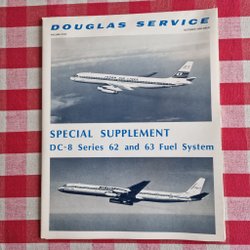 DOUGLAS SERVICE
SPECIAL SUPPLEMENT
DC-8 Series 62 and 63 Fuel System